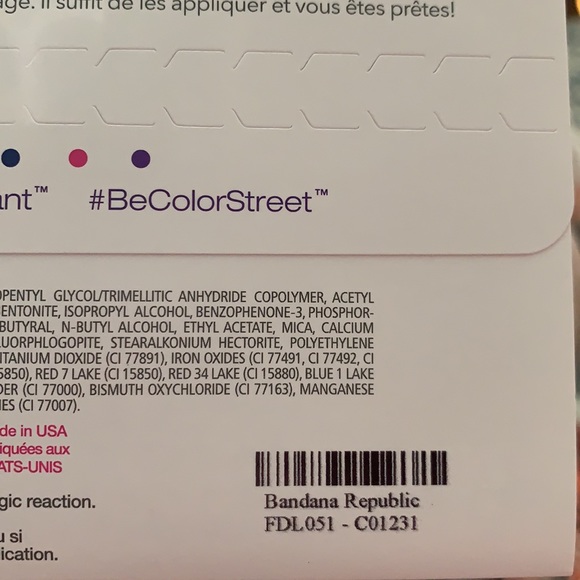 age. Il suffit de les appliquer et vous êtes prêtes!
ant™ #BeColorStreet™
OPENTYL GLYCOL/TRIMELLITIC ANHYDRIDE COPOLYMER, ACETYL
ENTONITE, ISOPROPYL ALCOHOL, BENZOPHENONE-3, PHOSPHOR-
BUTYRAL, N-BUTYL ALCOHOL, ETHYL ACETATE, MICA, CALCIUM
UORPHLOGOPITE, STEARALKONIUM HECTORITE, POLYETHYLENE
ITANIUM DIOXIDE (CI 77891), IRON OXIDES (CI 77491, CI 77492, CI
5850), RED 7 LAKE (CI 15850), RED 34 LAKE (CI 15880), BLUE 1 LAKE
DER (CI 77000), BISMUTH OXYCHLORIDE (CI 77163), MANGANESE
ES (CI 77007).
de in USA
iquées aux
ATS-UNIS
gic reaction.
u si
ication.
Bandana Republic
FDL051 - C01231